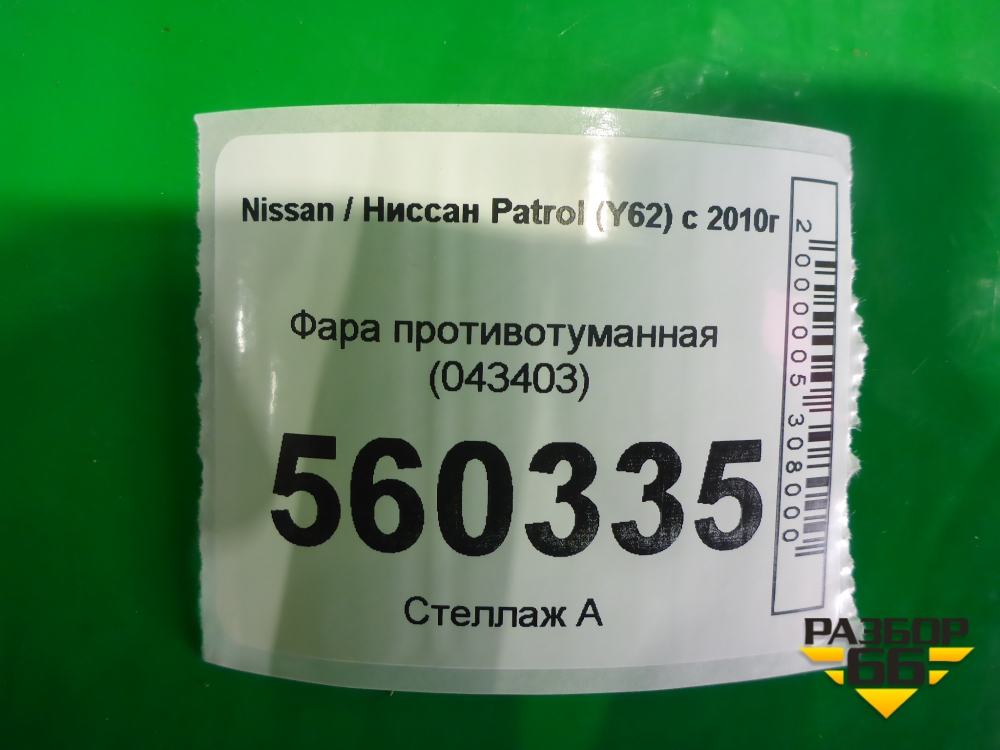 Nissan / Ниссан Patrol (Y62) с 2010г
Фара противотуманная
(043403)
560335
Стеллаж А
2000005308000
РАЗБОР
66